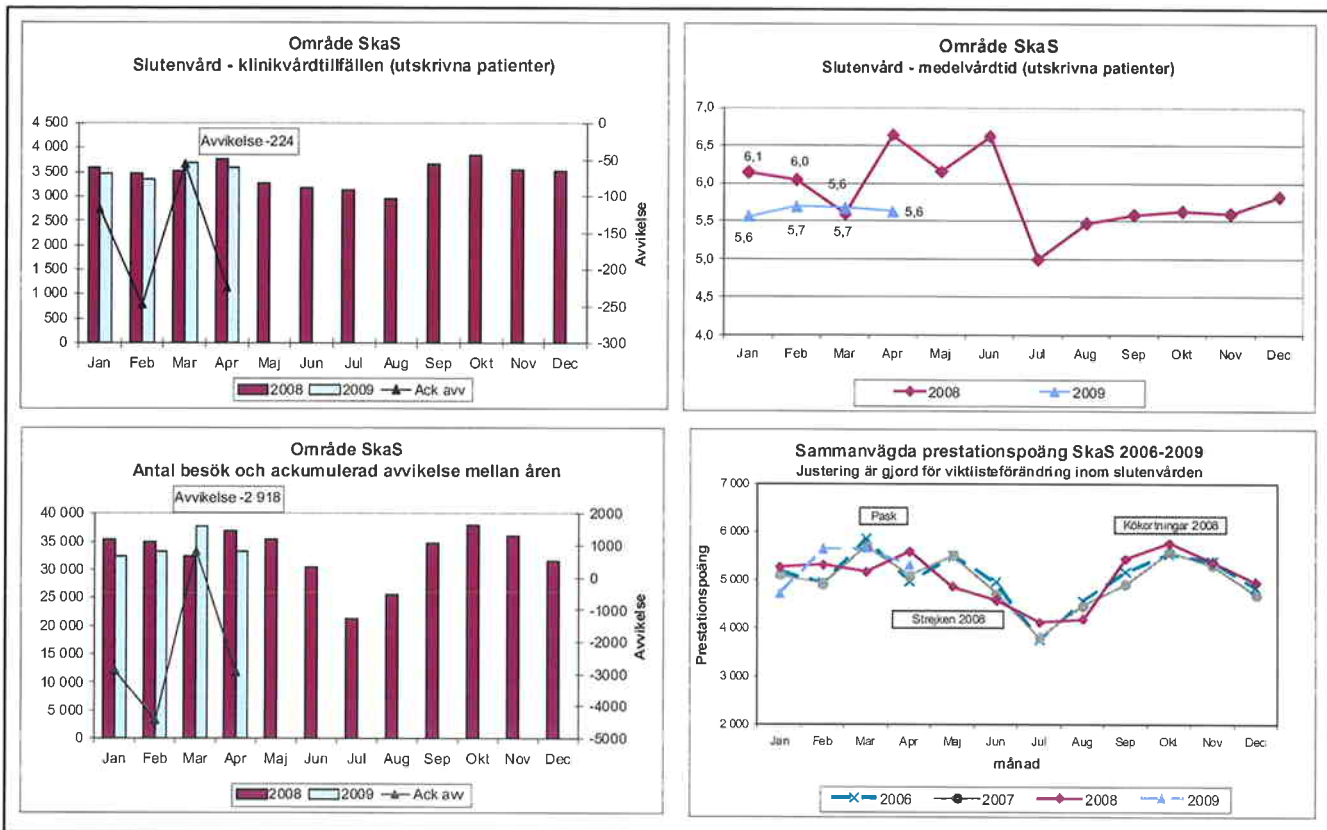 Område SkaS
Slutenvård - klinikvårdtillfällen (utskrivna patienter)
Avvikelse -224
4 500
4 000
3 500
3 000
2 500
2 000
1 500
1 000
500
0
0
-50
-100
-150
-200
-250
-300
Avvikelse
Jan Feb Mar Apr Maj Jun Jul Aug Sep Okt Nov Dec
2008 2009 Ack avv
Område SkaS
Slutenvård - medelvårdtid (utskrivna patienter)
7,0
6,5
6,0
5,5
5,0
4,5
4,0
6,1 6,0 5,6
5,6 5,7 5,7 5,6
Jan Feb Mar Apr Maj Jun Jul Aug Sep Okt Nov Dec
2008 2009
Område SkaS
Antal besök och ackumulerad avvikelse mellan åren
Avvikelse -2 918
40 000
35 000
30 000
25 000
20 000
15 000
10 000
5 000
0
2000
1000
0
-1000
-2000
-3000
-4000
-5000
Avvikelse
Jan Feb Mar Apr Maj Jun Jul Aug Sep Okt Nov Dec
2008 2009 Ack avv
Sammanvägda prestationspoäng SkaS 2006-2009
Justering är gjord för viktlisteförändring inom slutenvården
7 000
6 000
5 000
4 000
3 000
2 000
Prestationspoäng
Pask
Kökortningar 2008
Strejken 2008
Jan Feb Mar Apr Maj Jun Jul Aug Sep Okt Nov Dec
månad
2006 2007 2008 2009